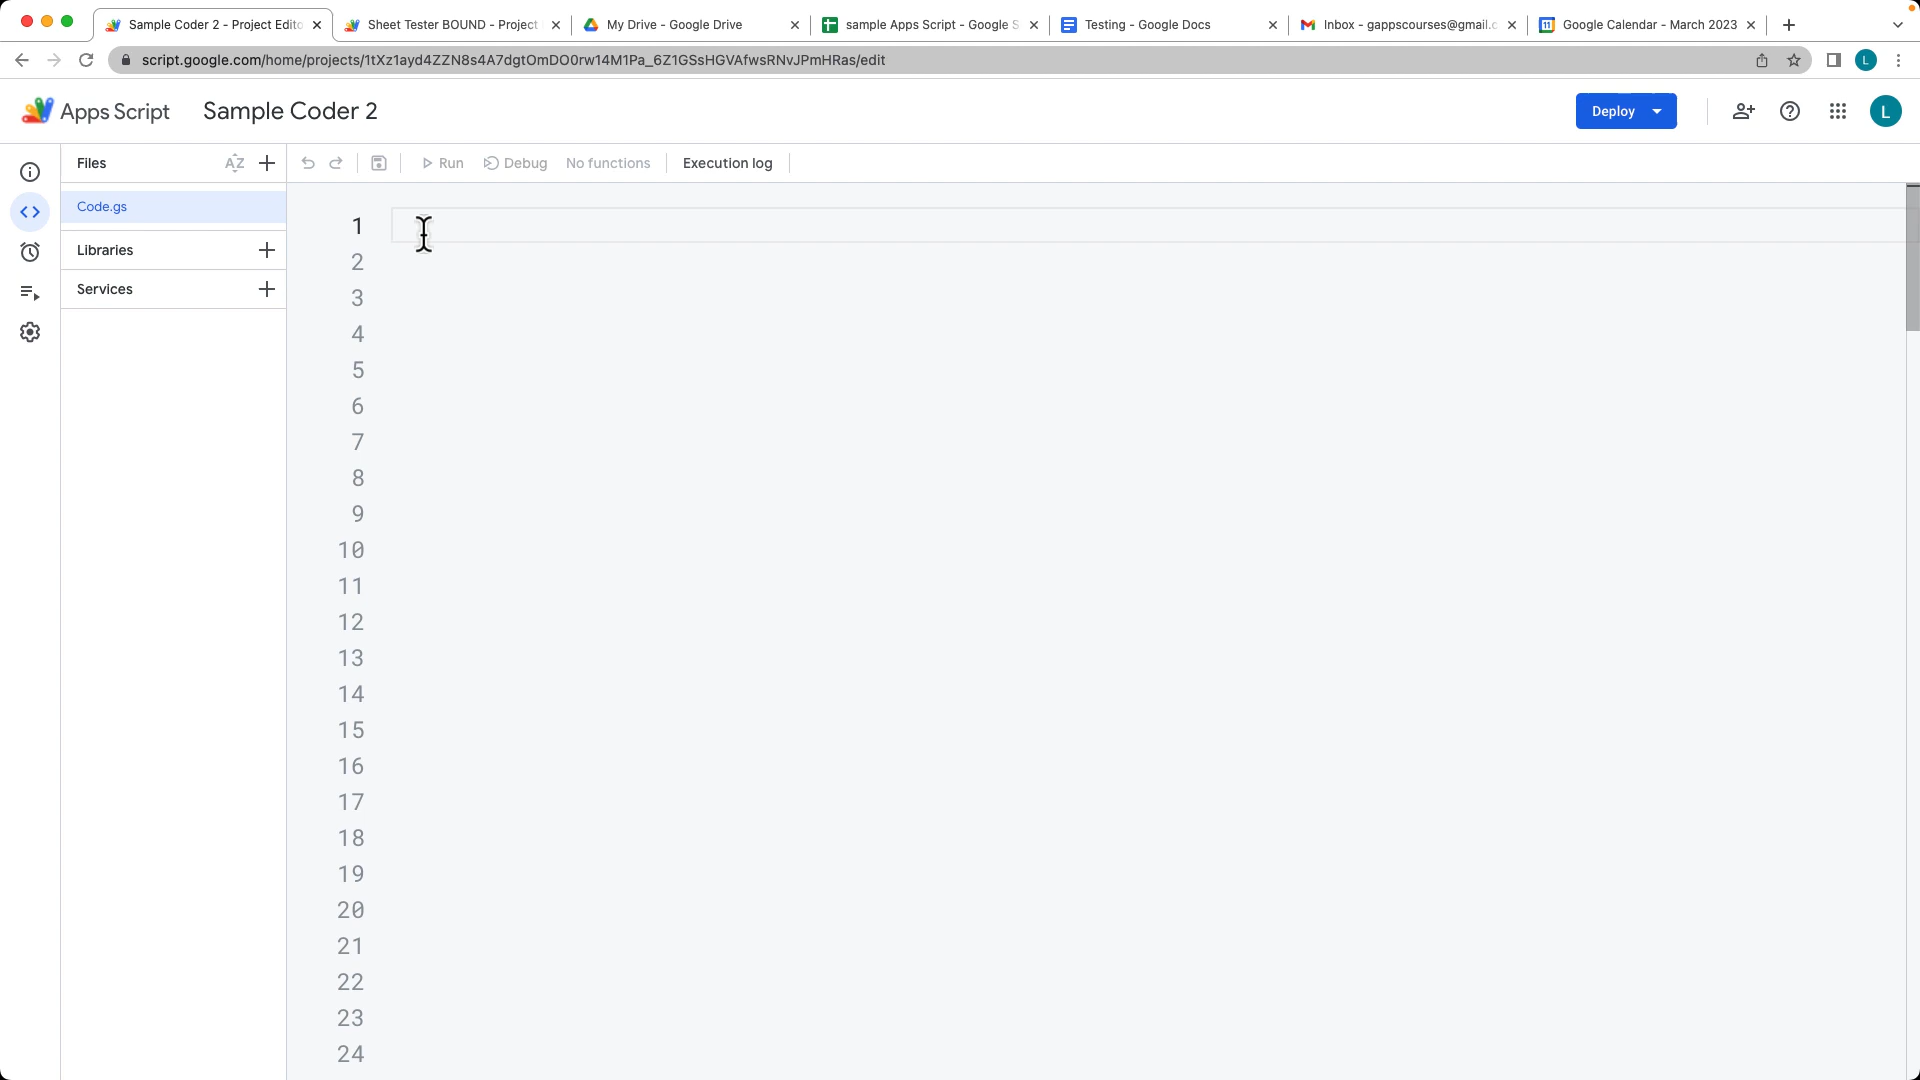 Sample Coder 2 - Project Edito
Sheet Tester BOUND - Project
My Drive - Google Drive
sample Apps Script - Google S
Testing - Google Docs
Inbox - gappscourses@gmail.c
Google Calendar - March 2023
script.google.com/home/projects/1tXz1ayd4ZZN8s4A7dgtOmDO0rw14M1Pa_6Z1GSsHGVAfwsRNvJPmHRas/edit
L
Apps Script
Sample Coder 2
Deploy
L
Files
AZ
Run
Debug
No functions
Execution log
Code.gs
Libraries
Services
1
2
3
4
5
6
7
8
9
10
11
12
13
14
15
16
17
18
19
20
21
22
23
24